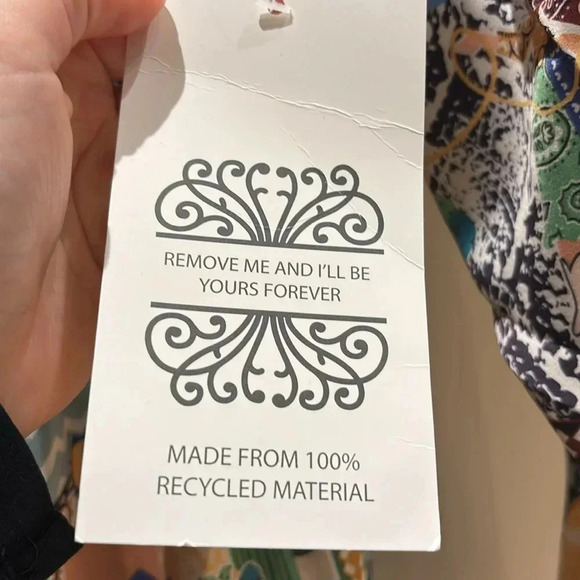 REMOVE ME AND I'LL BE
YOURS FOREVER
MADE FROM 100%
RECYCLED MATERIAL